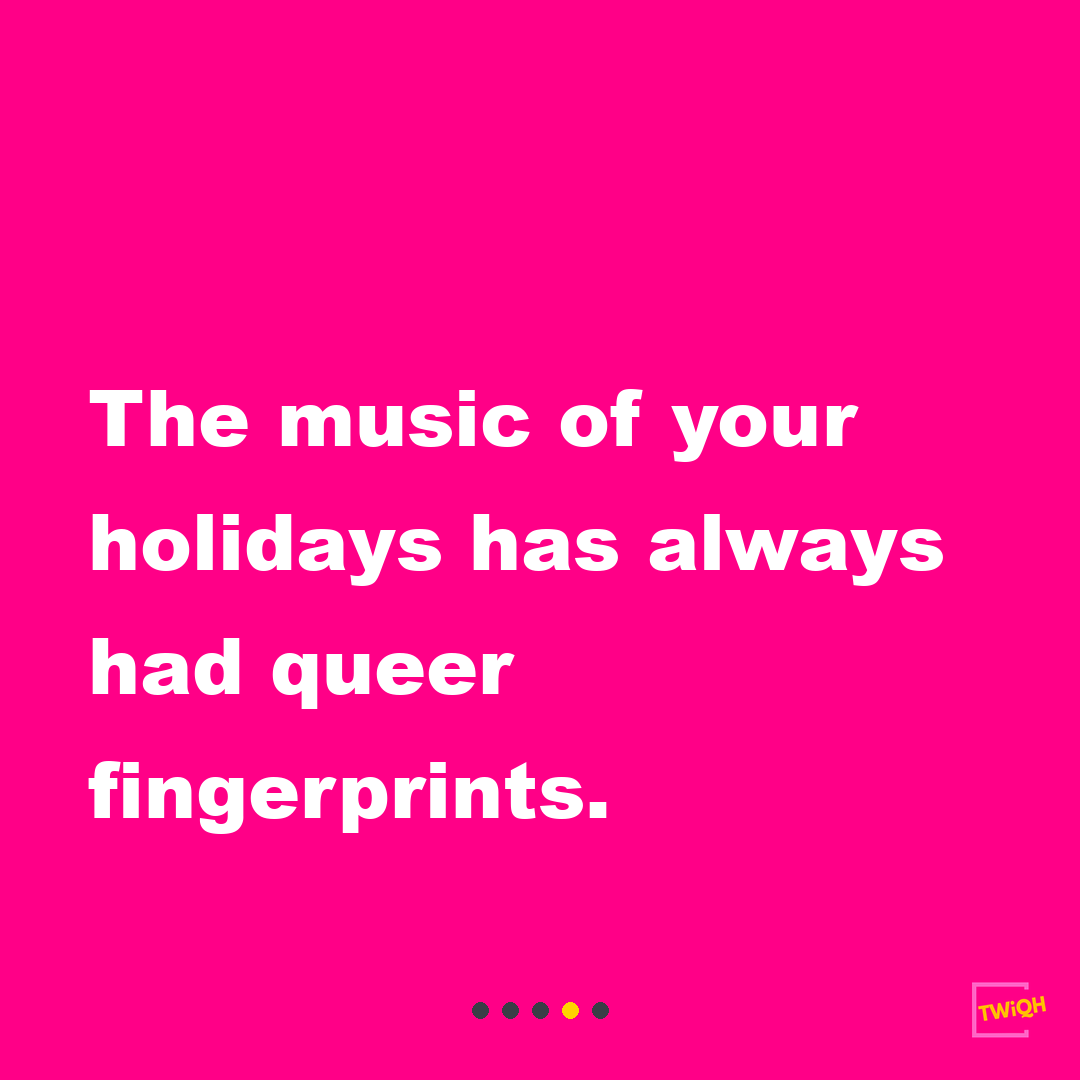 The music of your
holidays has always
had queer
fingerprints.
TWiQH